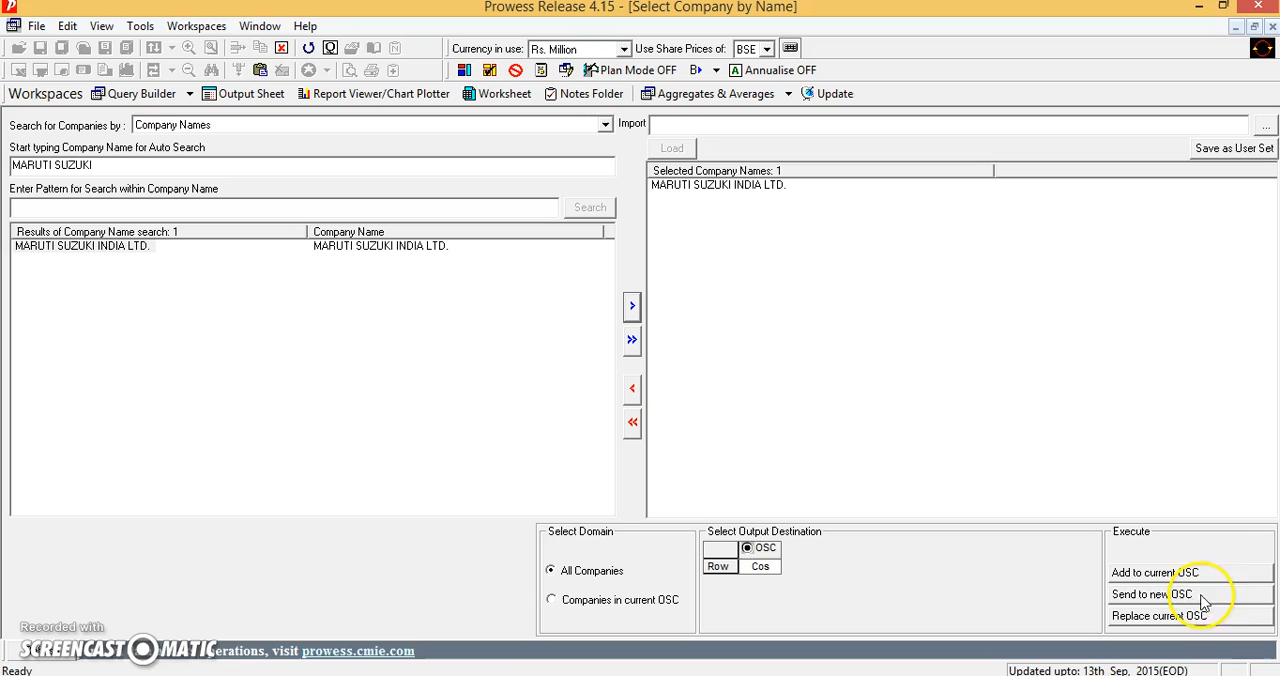 Prowess Release 4.15 - [Select Company by Name]
File Edit View Tools Workspaces Window Help
Currency in use: Rs. Million Use Share Prices of: BSE
Plan Mode OFF B Annualise OFF
Workspaces Query Builder Output Sheet Report Viewer/Chart Plotter Worksheet Notes Folder Aggregates & Averages Update
Search for Companies by : Company Names
Import ...
Start typing Company Name for Auto Search
Load Save as User Set
MARUTI SUZUKI
Selected Company Names: 1
MARUTI SUZUKI INDIA LTD.
Enter Pattern for Search within Company Name
Search
Results of Company Name search: 1 Company Name
MARUTI SUZUKI INDIA LTD. MARUTI SUZUKI INDIA LTD.
>
>>
<
<<
Select Domain
All Companies
Companies in current OSC
Select Output Destination
OSC
Row Cos
Execute
Add to current OSC
Send to new OSC
Replace current OSC
Recorded with
SCREENCAST MATIC
erations, visit prowess.cmie.com
Ready Updated upto: 13th Sep, 2015(EOD)